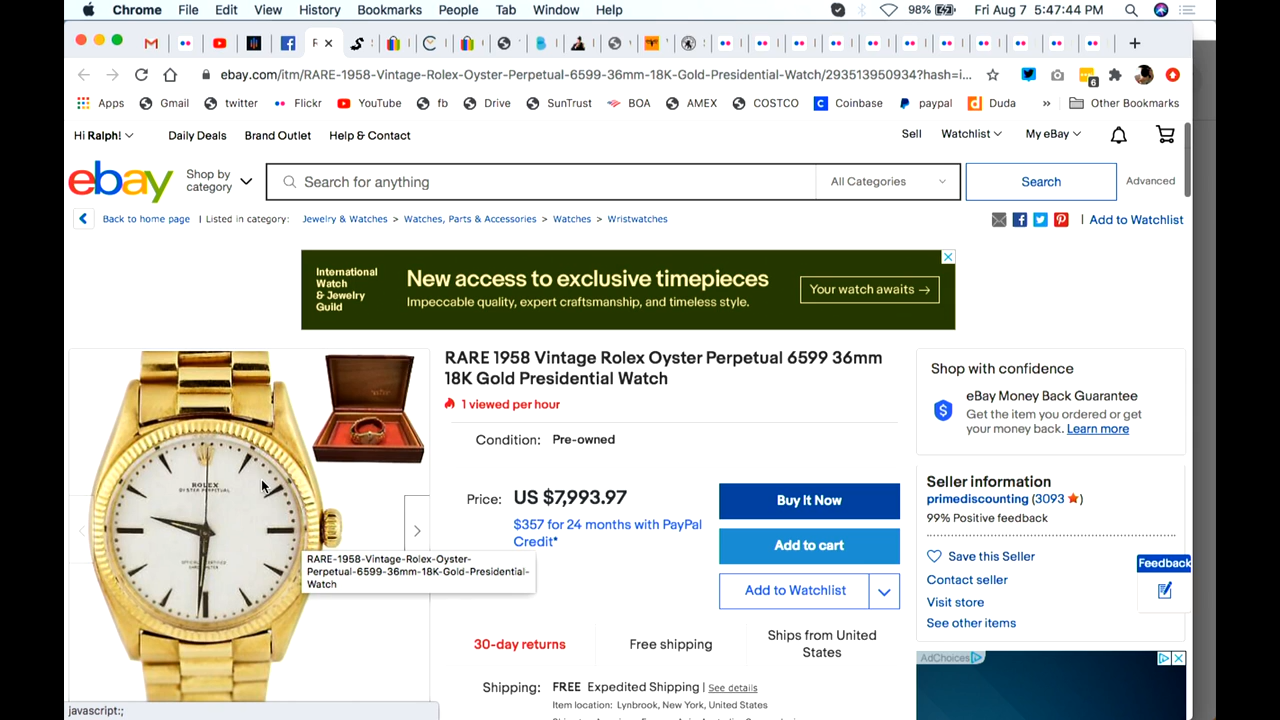 Chrome File Edit View History Bookmarks People Tab Window Help 98% Fri Aug 7 5:47:44 PM
ebay.com/itm/RARE-1958-Vintage-Rolex-Oyster-Perpetual-6599-36mm-18K-Gold-Presidential-Watch/293513950934?hash=i...
6
Apps Gmail twitter Flickr YouTube fb Drive SunTrust BOA AMEX COSTCO Coinbase paypal Duda » Other Bookmarks
Hi Ralph! Daily Deals Brand Outlet Help & Contact Sell Watchlist My eBay
ebay Shop by category Search for anything All Categories Search Advanced
Back to home page | Listed in category: Jewelry & Watches > Watches, Parts & Accessories > Watches > Wristwatches | Add to Watchlist
International
Watch
& Jewelry
Guild
New access to exclusive timepieces
Impeccable quality, expert craftsmanship, and timeless style.
Your watch awaits →
ROLEX
OYSTER PERPETUAL
RARE-1958-Vintage-Rolex-Oyster-
Perpetual-6599-36mm-18K-Gold-Presidential-
Watch
RARE 1958 Vintage Rolex Oyster Perpetual 6599 36mm
18K Gold Presidential Watch
1 viewed per hour
Condition: Pre-owned
Price: US $7,993.97
$357 for 24 months with PayPal
Credit*
Buy It Now
Add to cart
Add to Watchlist
30-day returns
Free shipping
Ships from United
States
Shipping: FREE Expedited Shipping | See details
Item location: Lynbrook, New York, United States
Shop with confidence
eBay Money Back Guarantee
Get the item you ordered or get
your money back. Learn more
Seller information
primediscounting (3093 ★)
99% Positive feedback
Save this Seller
Contact seller
Visit store
See other items
Feedback
AdChoices
javascript:;